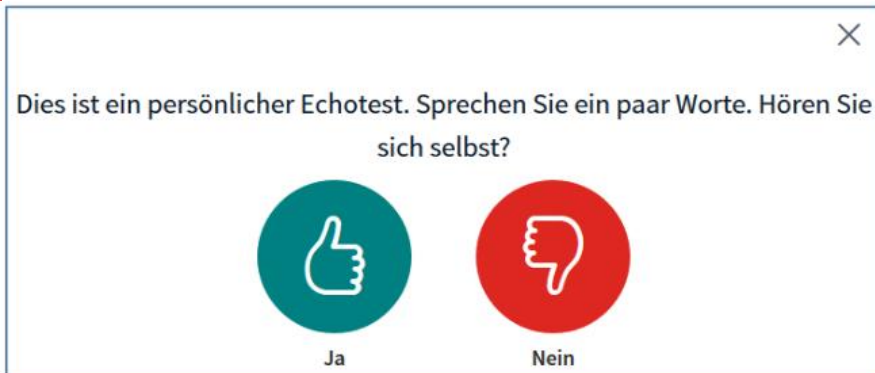 Dies ist ein persönlicher Echotest. Sprechen Sie ein paar Worte. Hören Sie
sich selbst?
Ja
Nein